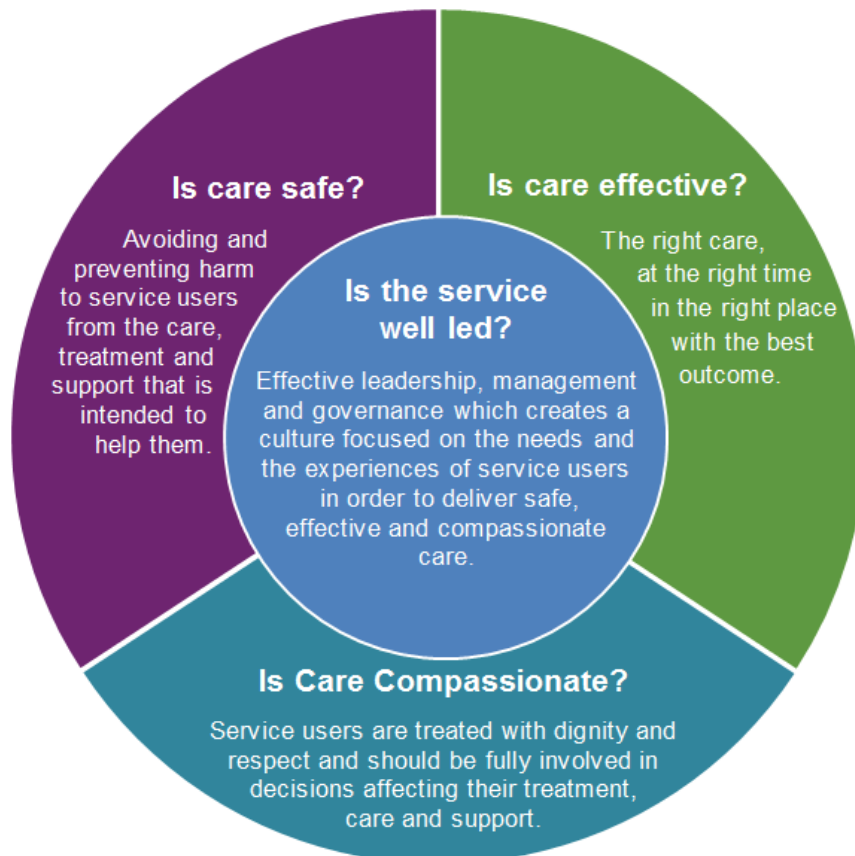 Is care safe?
Avoiding and
preventing harm
to service users
from the care,
treatment and
support that is
intended to
help them.
Is care effective?
The right care,
at the right time
in the right place
with the best
outcome.
Is the service
well led?
Effective leadership, management
and governance which creates a
culture focused on the needs and
the experiences of service users
in order to deliver safe,
effective and compassionate
care.
Is Care Compassionate?
Service users are treated with dignity and
respect and should be fully involved in
decisions affecting their treatment,
care and support.